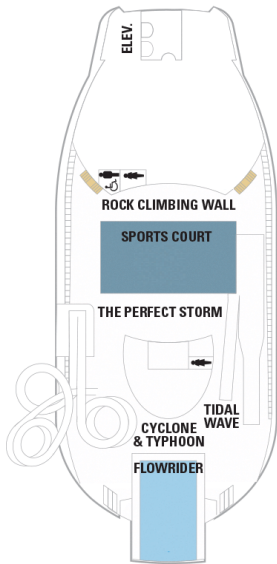 ELEV.
ROCK CLIMBING WALL
SPORTS COURT
THE PERFECT STORM
TIDAL
WAVE
CYCLONE
& TYPHOON
FLOWRIDER